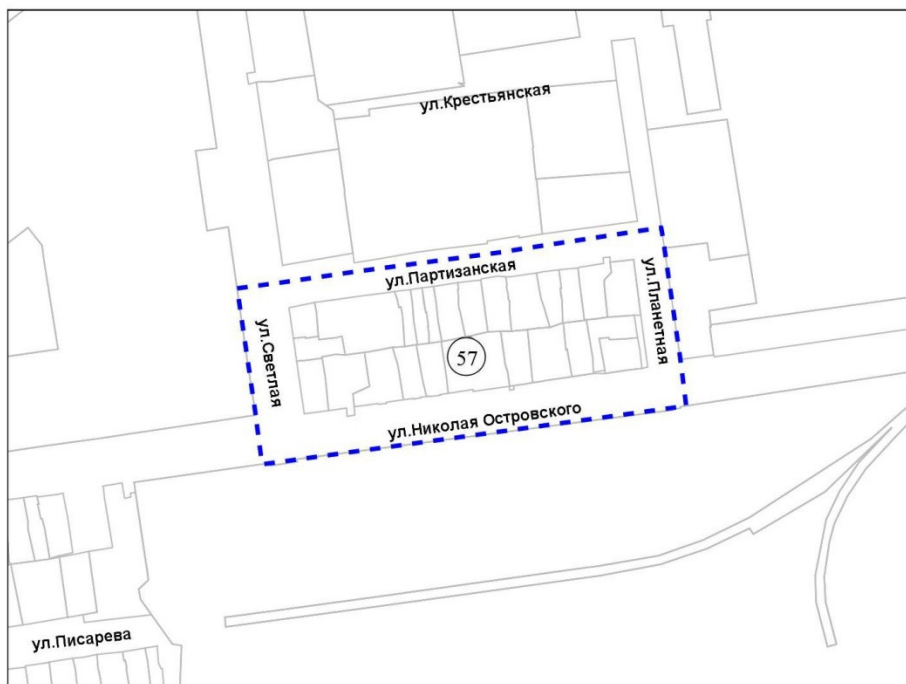 ул.Крестьянская
ул.Партизанская
ул.Планетная
ул.Светлая
57
ул.Николая Островского
ул.Писарева